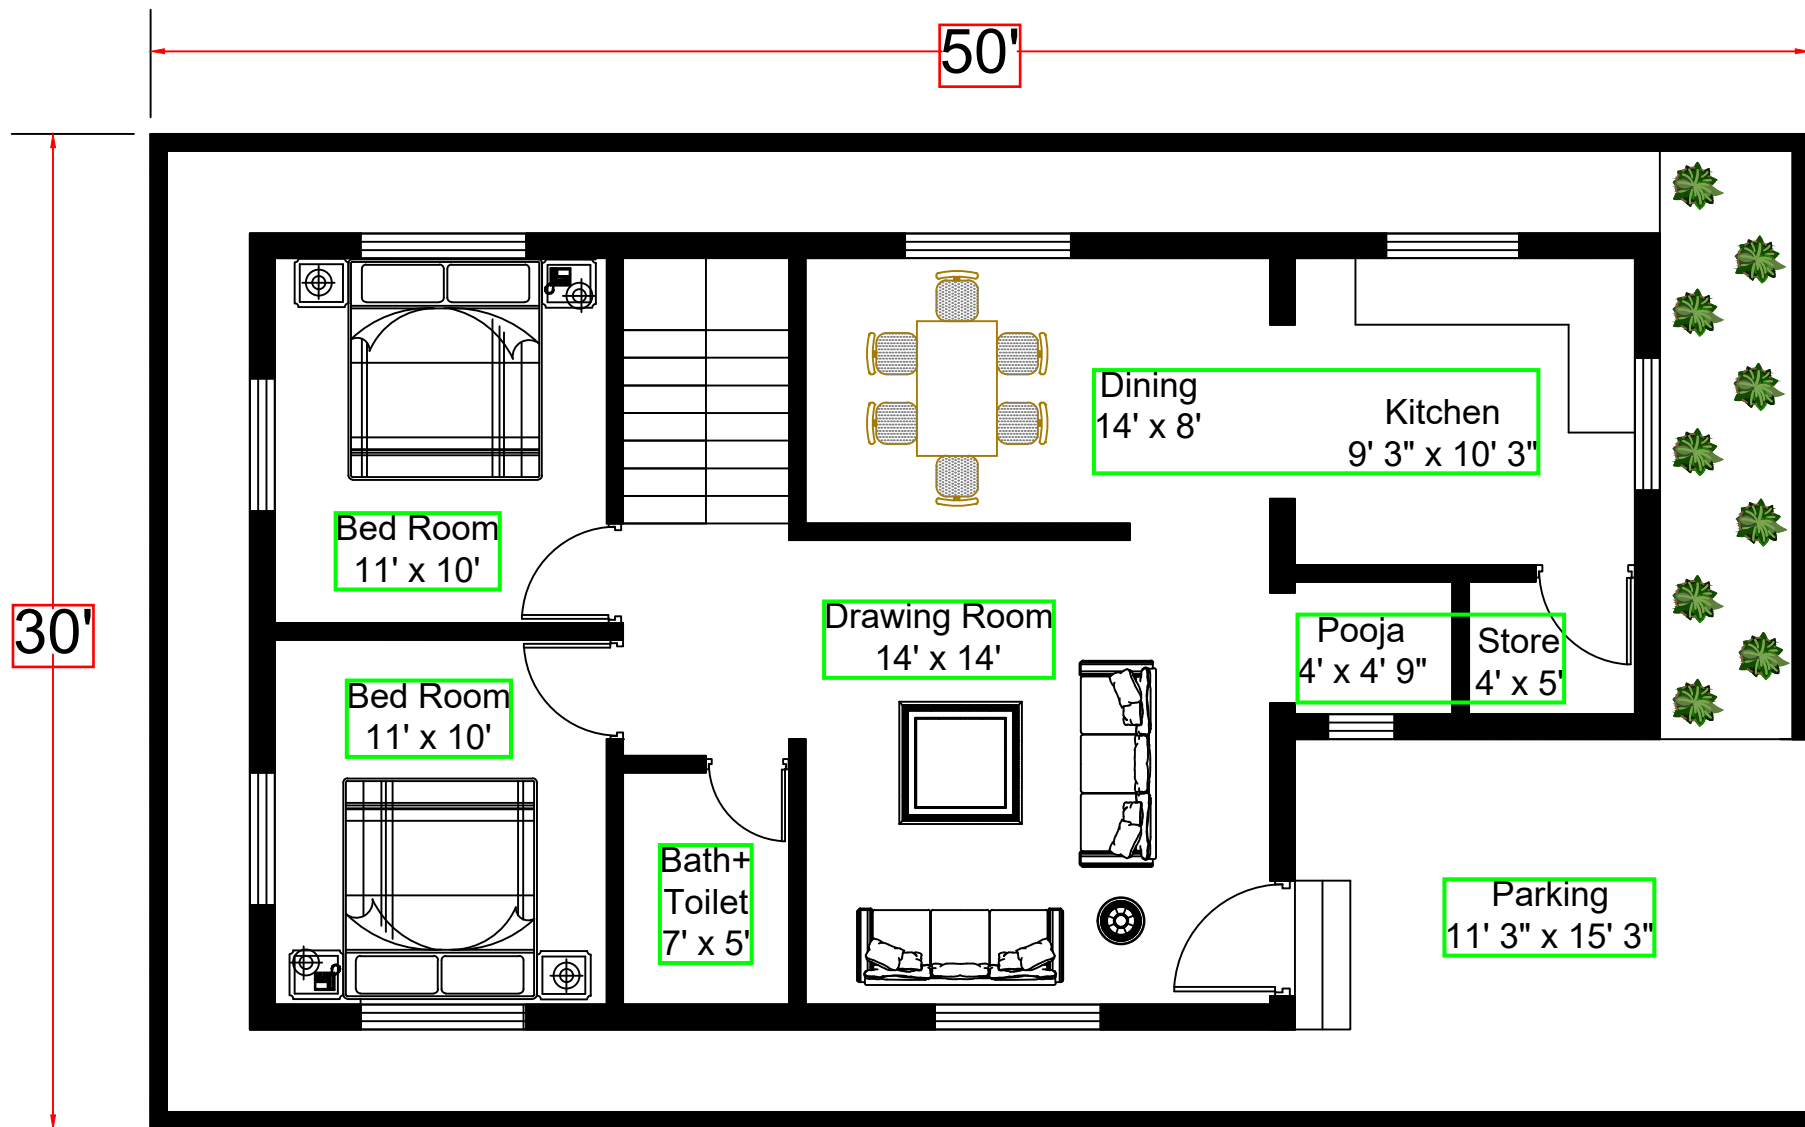 50'
30'
Dining
14' x 8'
Kitchen
9' 3" x 10' 3"
Bed Room
11' x 10'
Drawing Room
14' x 14'
Pooja
4' x 4' 9"
Store
4' x 5'
Bed Room
11' x 10'
Bath+
Toilet
7' x 5'
Parking
11' 3" x 15' 3"